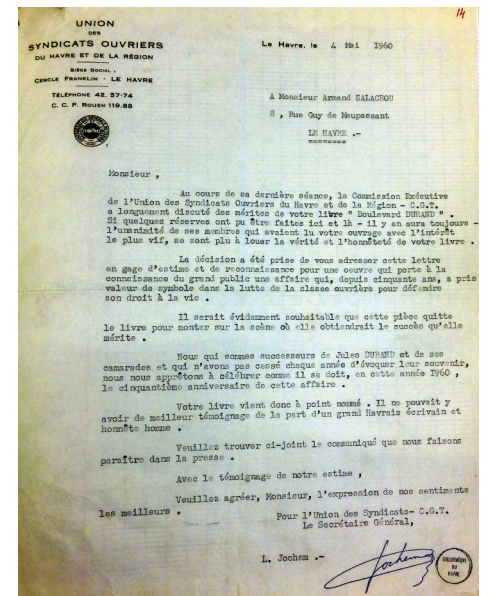 14
UNION
DES
SYNDICATS OUVRIERS
DU HAVRE ET DE LA RÉGION
SIÈGE SOCIAL :
CERCLE FRANKLIN - LE HAVRE
TÉLÉPHONE 42. 57-74
C. C. P. ROUEN 119.88
Le Havre, le 4 Mai 1960
A Monsieur Armand SALACROU
8 , Rue Guy de Maupassant
LE HAVRE .-
========
Monsieur ,
Au cours de sa dernière séance, la Commission Exécutive
de l'Union des Syndicats Ouvriers du Havre et de la Région - C.G.T.
a longuement discuté des mérites de votre livre " Boulevard DURAND " .
Si quelques réserves ont pu être faites ici et là - il y en aura toujours -
l'unanimité de ses membres qui avaient lu votre ouvrage avec l'intérêt
le plus vif, se sont plu à louer la vérité et l'honnêteté de votre livre .
La décision a été prise de vous adresser cette lettre
en gage d'estime et de reconnaissance pour une oeuvre qui porte à la
connaissance du grand public une affaire qui, depuis cinquante ans, a pris
valeur de symbole dans la lutte de la classe ouvrière pour défendre
son droit à la vie .
Il serait évidemment souhaitable que cette pièce quitte
le livre pour monter sur la scène où elle obtiendrait le succès qu'elle
mérite .
Nous qui sommes successeurs de Jules DURAND et de ses
camarades et qui n'avons pas cessé chaque année d'évoquer leur souvenir,
nous nous apprêtons à célébrer comme il se doit, en cette année 1960 ,
le cinquantième anniversaire de cette affaire .
Votre livre vient donc à point nommé . Il ne pouvait y
avoir de meilleur témoignage de la part d'un grand Havrais écrivain et
honnête homme .
Veuillez trouver ci-joint le communiqué que nous faisons
paraître dans la presse .
Avec le témoignage de notre estime ,
Veuillez agréer, Monsieur, l'expression de nos sentiments
les meilleurs .
Pour l'Union des Syndicats- C.G.T.
Le Secrétaire Général,
L. Jochem .-
Jochem
BIBLIOTHÈQUE
DU
HAVRE